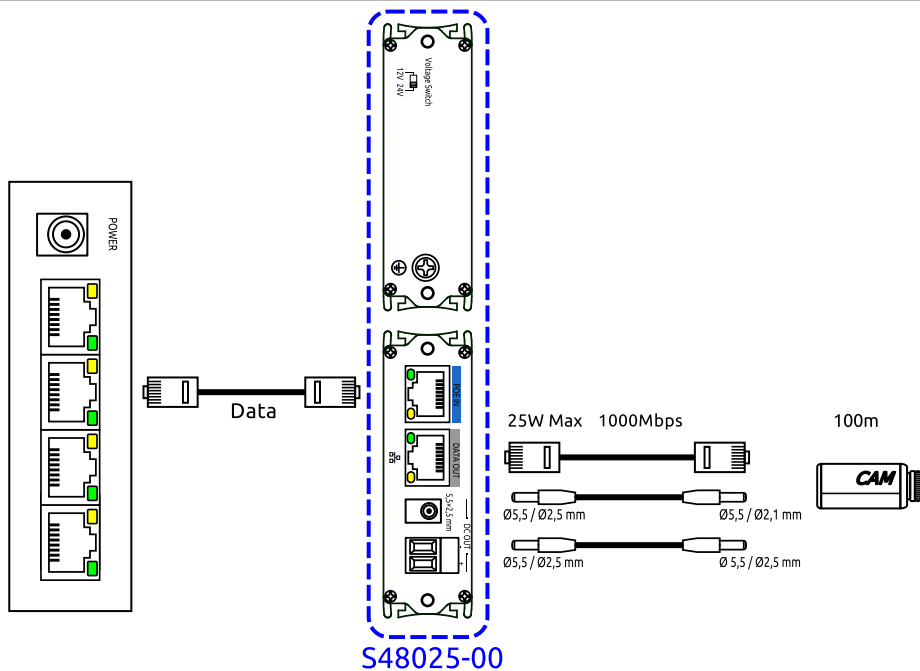 Voltage Switch
12V 24V
POWER
POE IN
DATA OUT
5,5×2,5 mm
DC OUT
- +
Data
25W Max 1000Mbps
100m
CAM
Ø5,5 / Ø2,5 mm
Ø5,5 / Ø2,1 mm
Ø5,5 / Ø2,5 mm
Ø 5,5 / Ø2,5 mm
S48025-00